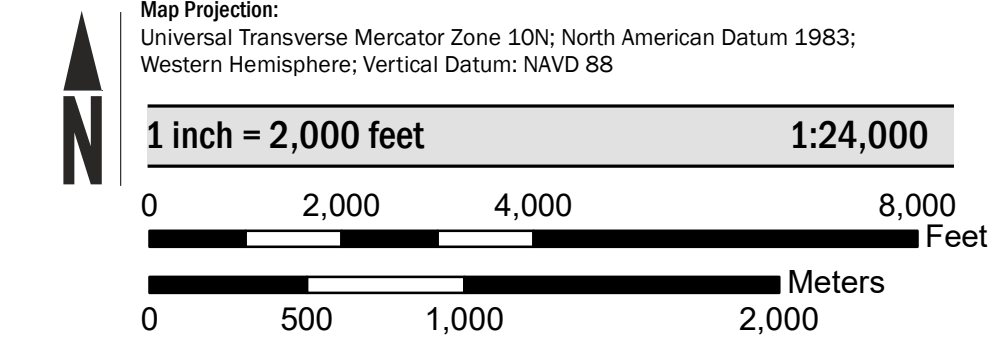 Map Projection:
Universal Transverse Mercator Zone 10N; North American Datum 1983;
Western Hemisphere; Vertical Datum: NAVD 88
N
1 inch = 2,000 feet 1:24,000
0 2,000 4,000 8,000
Feet
Meters
0 500 1,000 2,000